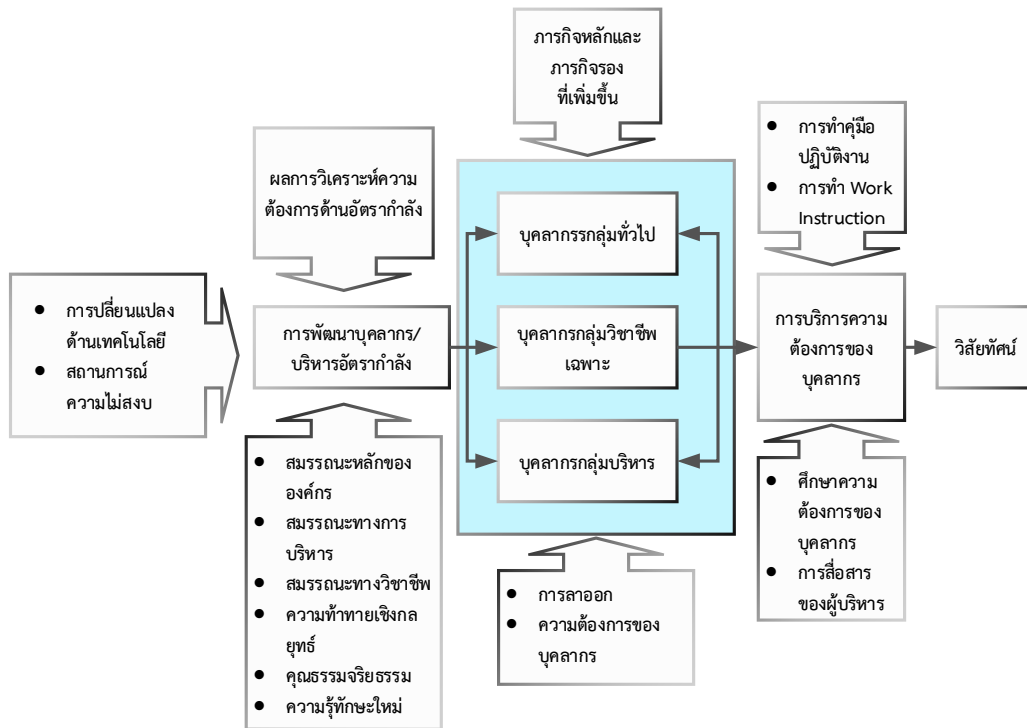 ภารกิจหลักและ
ภารกิจรอง
ที่เพิ่มขึ้น
● การทำคู่มือ
ปฏิบัติงาน
● การทำ Work
Instruction
ผลการวิเคราะห์ความ
ต้องการด้านอัตรากำลัง
● การเปลี่ยนแปลง
ด้านเทคโนโลยี
● สถานการณ์
ความไม่สงบ
การพัฒนาบุคลากร/
บริหารอัตรากำลัง
บุคลากรรกลุ่มทั่วไป
บุคลากรกลุ่มวิชาชีพ
เฉพาะ
บุคลากรกลุ่มบริหาร
การบริการความ
ต้องการของ
บุคลากร
วิสัยทัศน์
● สมรรถนะหลักของ
องค์กร
● สมรรถนะทางการ
บริหาร
● สมรรถนะทางวิชาชีพ
● ความท้าทายเชิงกล
ยุทธ์
● คุณธรรมจริยธรรม
● ความรู้ทักษะใหม่
● การลาออก
● ความต้องการของ
บุคลากร
● ศึกษาความ
ต้องการของ
บุคลากร
● การสื่อสาร
ของผู้บริหาร